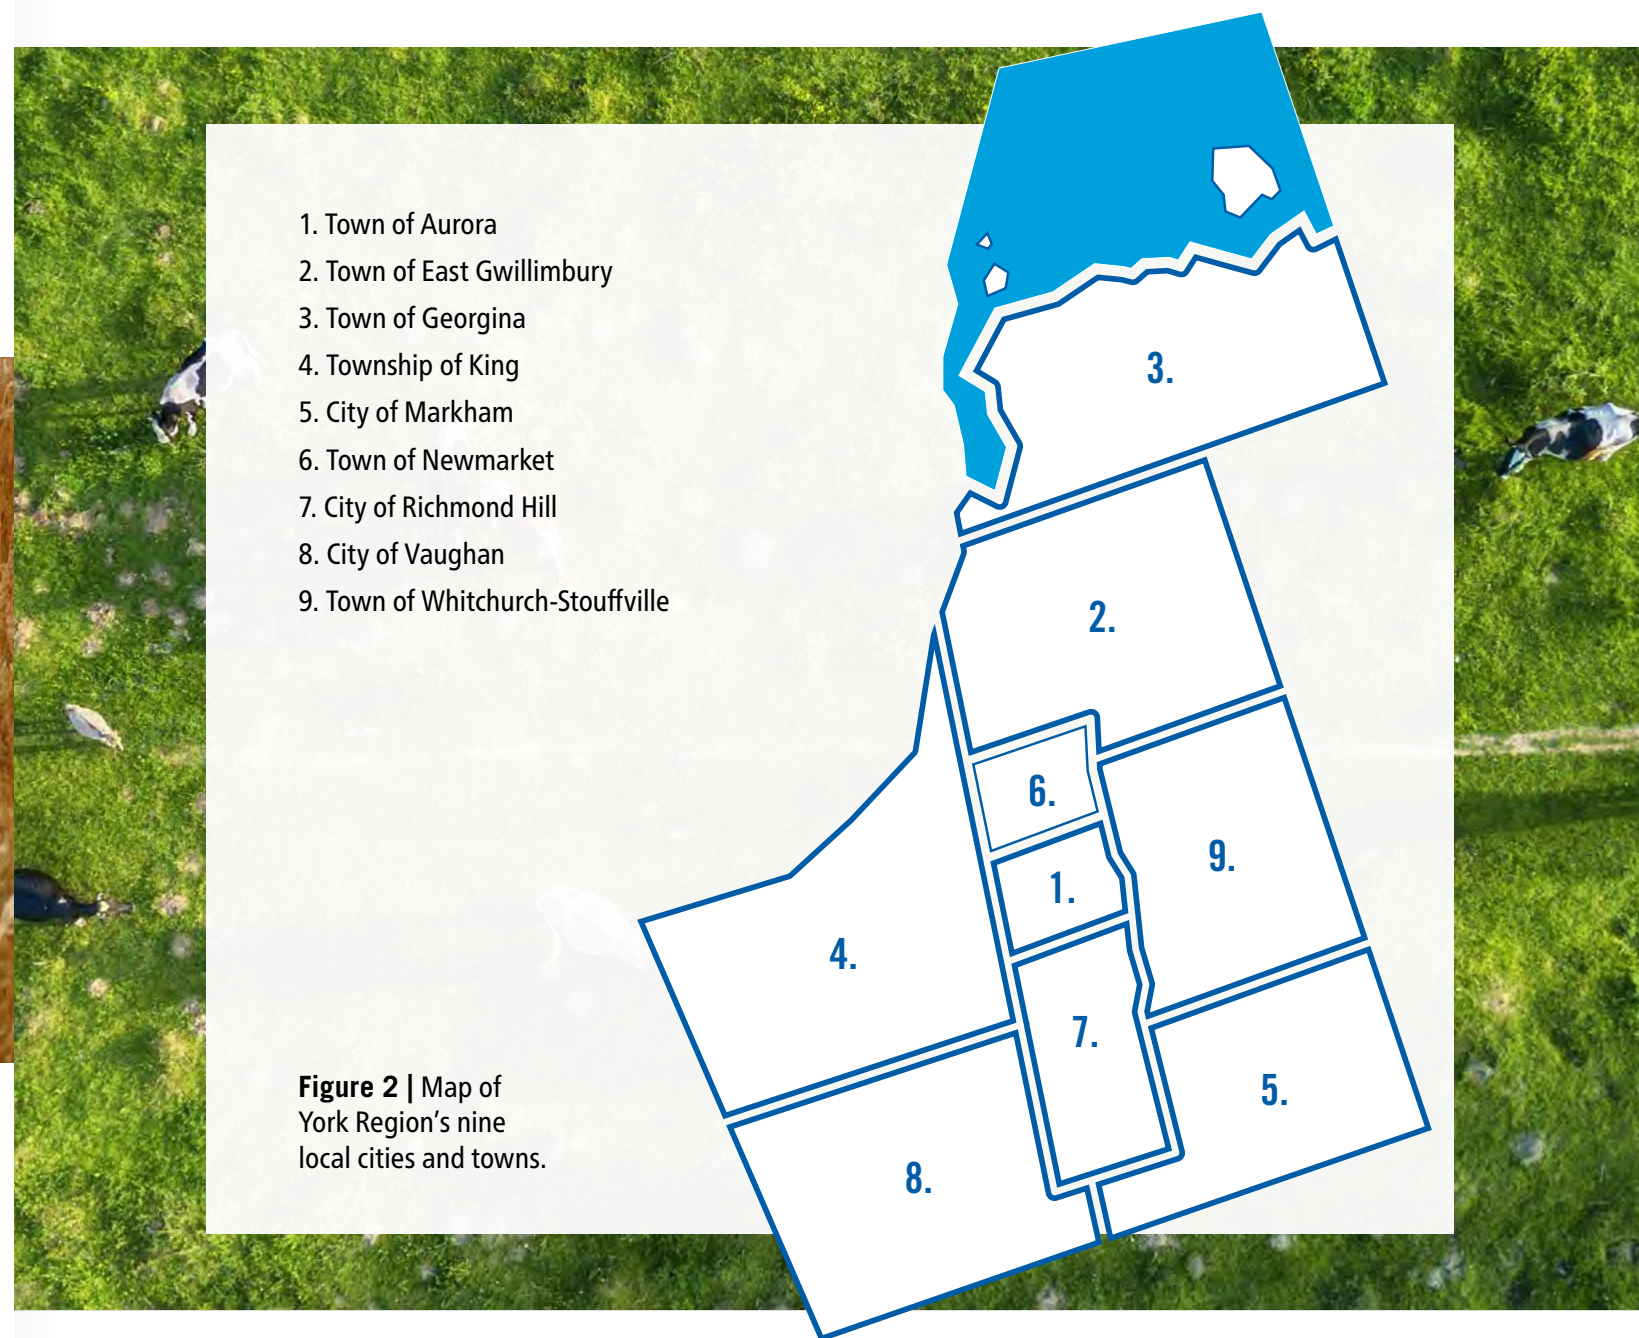 1. Town of Aurora
2. Town of East Gwillimbury
3. Town of Georgina
4. Township of King
5. City of Markham
6. Town of Newmarket
7. City of Richmond Hill
8. City of Vaughan
9. Town of Whitchurch-Stouffville
3.
2.
6.
9.
1.
4.
7.
5.
8.
Figure 2 | Map of
York Region’s nine
local cities and towns.